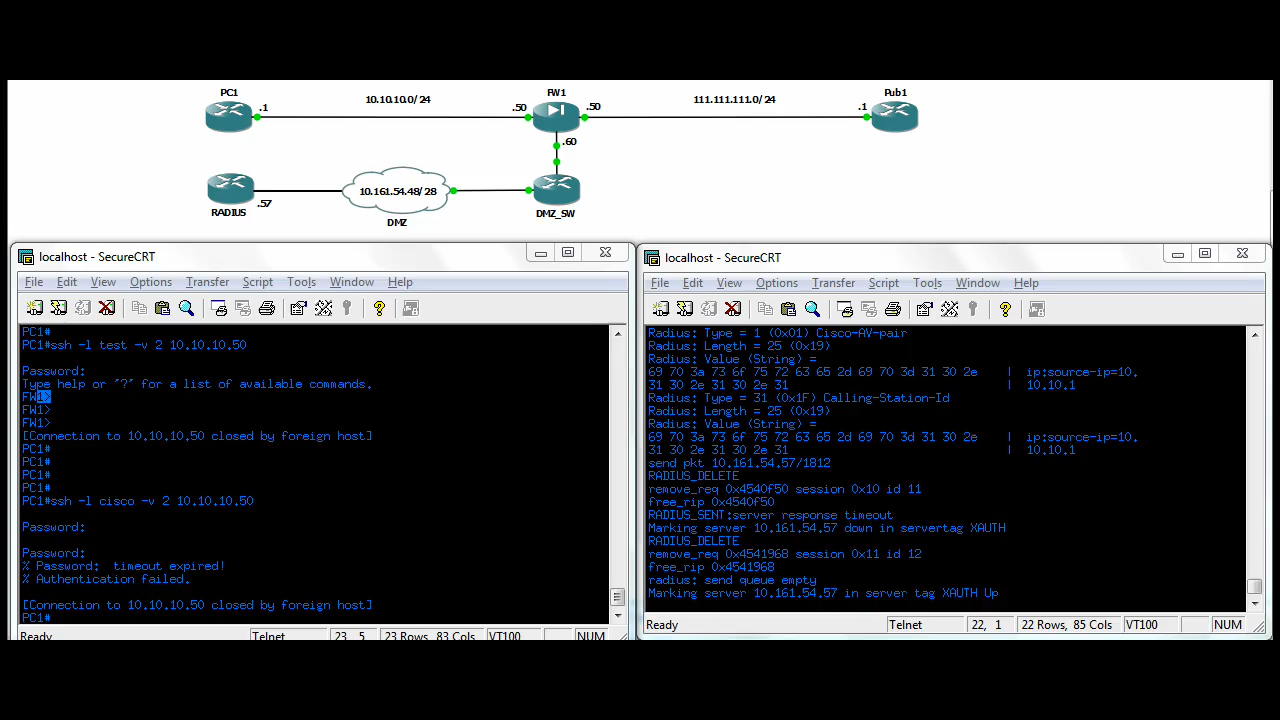 PC1
10.10.10.0/24
FW1
111.111.111.0/24
Pub1
.1
.50
.50
.1
.60
10.161.54.48/28
RADIUS
.57
DMZ
DMZ_SW
localhost - SecureCRT
File Edit View Options Transfer Script Tools Window Help
PC1#
PC1#ssh -l test -v 2 10.10.10.50
Password:
Type help or '?' for a list of available commands.
FW1>
FW1>
FW1>
[Connection to 10.10.10.50 closed by foreign host]
PC1#
PC1#
PC1#
PC1#
PC1#ssh -l cisco -v 2 10.10.10.50
Password:
Password:
% Password:  timeout expired!
% Authentication failed.
[Connection to 10.10.10.50 closed by foreign host]
PC1#
Ready Telnet 23, 5 23 Rows, 83 Cols VT100 NUM
localhost - SecureCRT
File Edit View Options Transfer Script Tools Window Help
Radius: Type = 1 (0x01) Cisco-AV-pair
Radius: Length = 25 (0x19)
Radius: Value (String) =
69 70 3a 73 6f 75 72 63 65 2d 69 70 3d 31 30 2e    |  ip:source-ip=10.
31 30 2e 31 30 2e 31                               |  10.10.1
Radius: Type = 31 (0x1F) Calling-Station-Id
Radius: Length = 25 (0x19)
Radius: Value (String) =
69 70 3a 73 6f 75 72 63 65 2d 69 70 3d 31 30 2e    |  ip:source-ip=10.
31 30 2e 31 30 2e 31                               |  10.10.1
send pkt 10.161.54.57/1812
RADIUS_DELETE
remove_req 0x4540f50 session 0x10 id 11
free_rip 0x4540f50
RADIUS_SENT:server response timeout
Marking server 10.161.54.57 down in servertag XAUTH
RADIUS_DELETE
remove_req 0x4541968 session 0x11 id 12
free_rip 0x4541968
radius: send queue empty
Marking server 10.161.54.57 in server tag XAUTH Up
Ready Telnet 22, 1 22 Rows, 85 Cols VT100 NUM